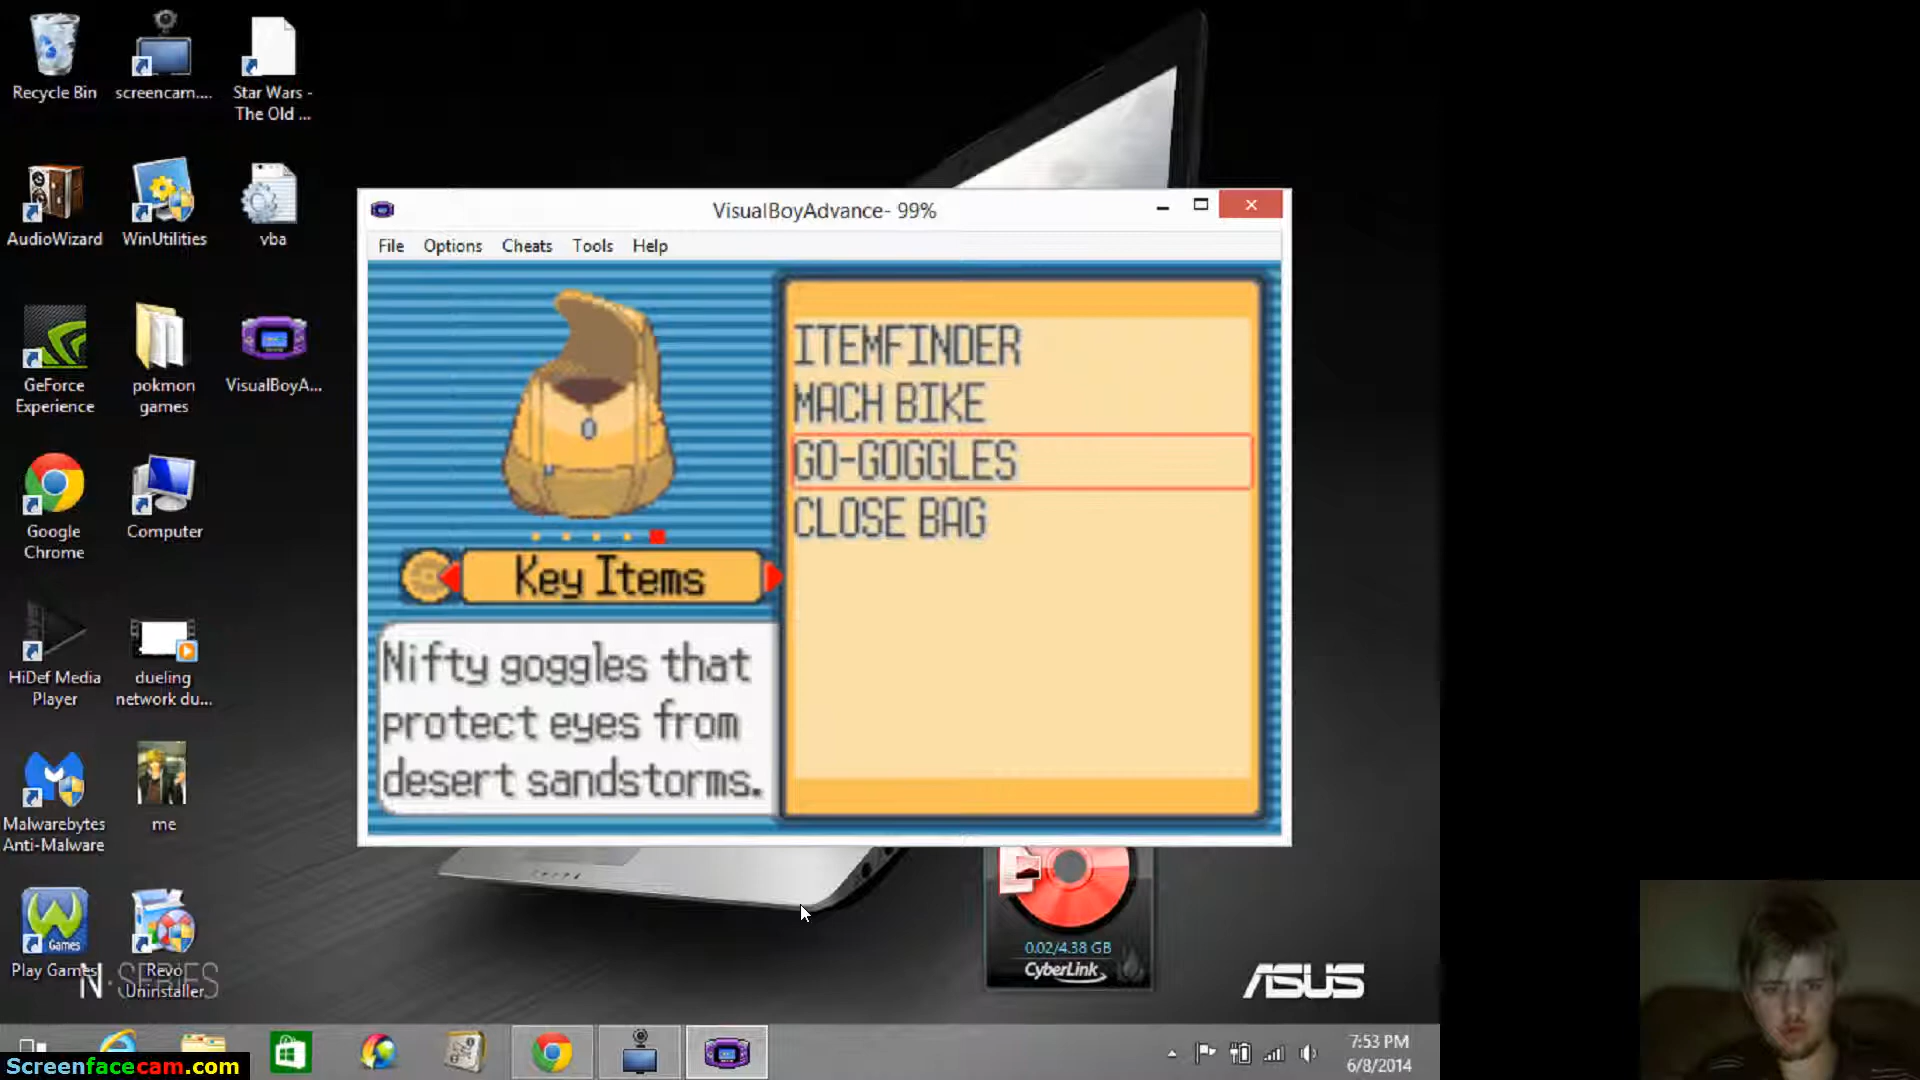 Recycle Bin
screencam....
Star Wars -
The Old ...
AudioWizard
WinUtilities
vba
GeForce
Experience
pokmon
games
VisualBoyA...
Google
Chrome
Computer
HiDef Media
Player
dueling
network du...
Malwarebytes
Anti-Malware
me
Games
Play Games
Revo
Uninstaller
N·SERIES
VisualBoyAdvance- 99%
File
Options
Cheats
Tools
Help
ITEMFINDER
MACH BIKE
GO-GOGGLES
CLOSE BAG
Key Items
Nifty goggles that
protect eyes from
desert sandstorms.
0.02/4.38 GB
CyberLink
ASUS
Screenfacecam.com
7:53 PM
6/8/2014